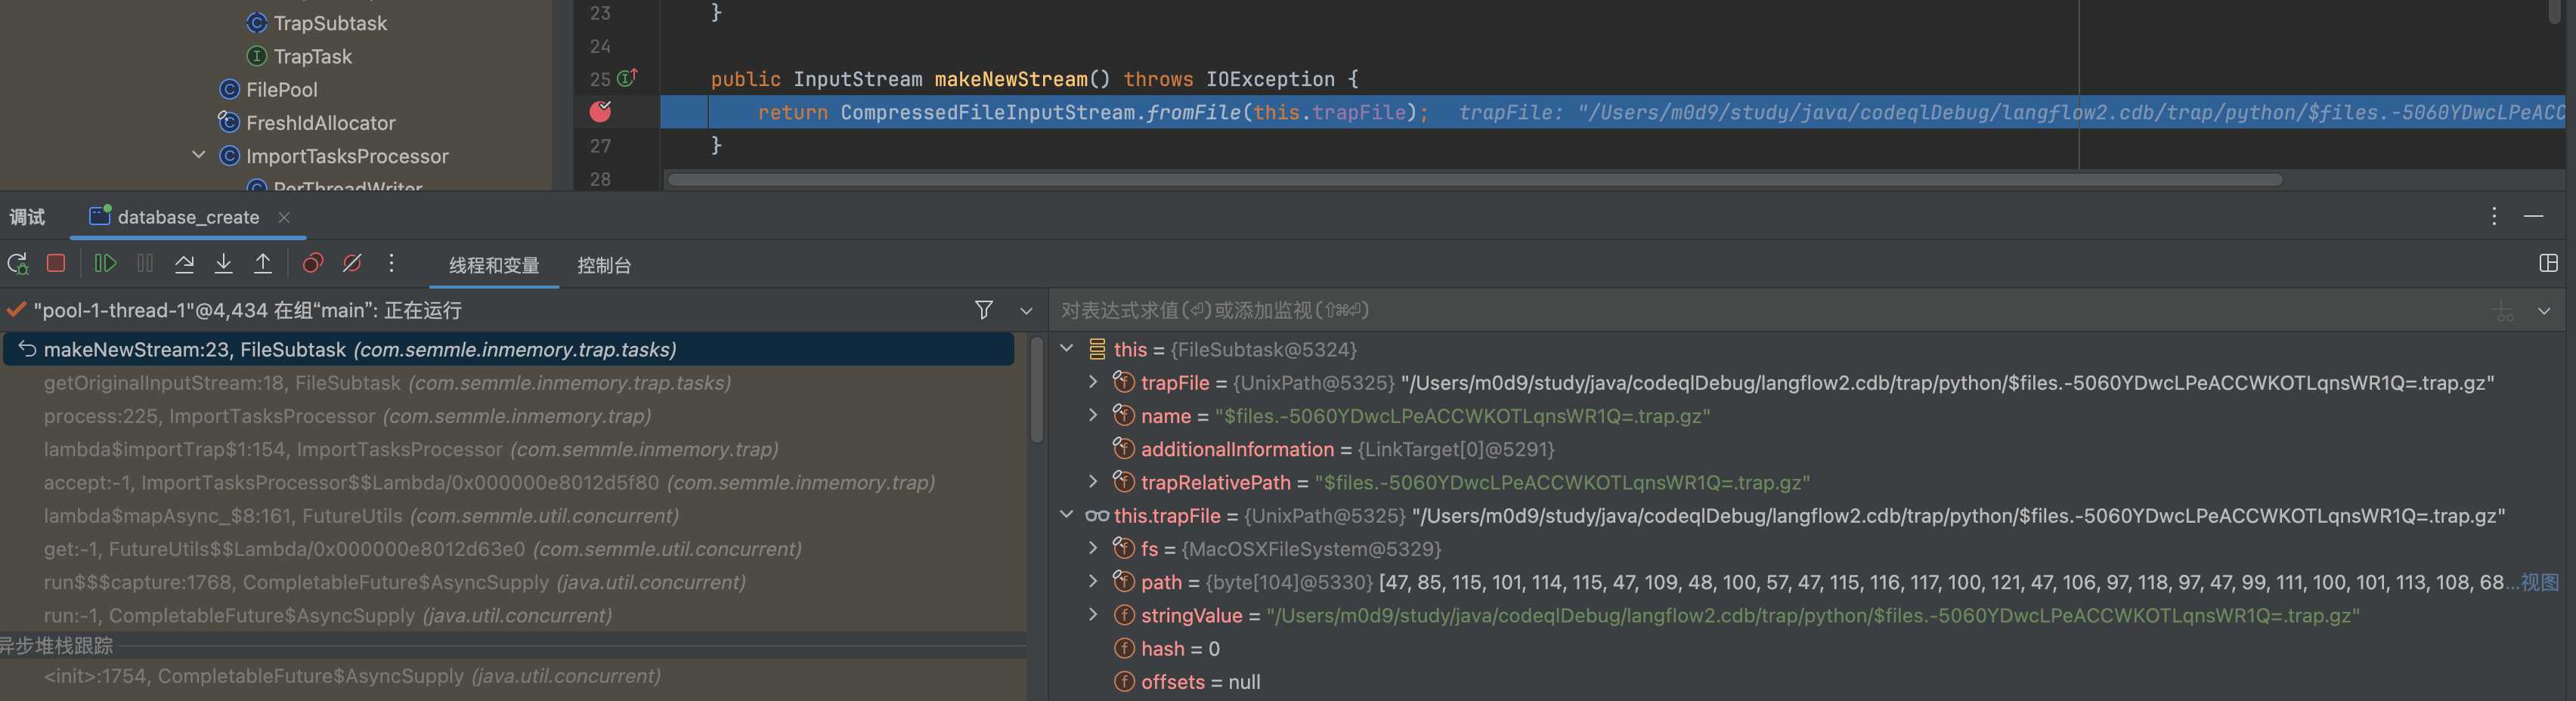 TrapSubtask
TrapTask
FilePool
FreshIdAllocator
ImportTasksProcessor
PerThreadWriter
23 }
24
25 public InputStream makeNewStream() throws IOException {
return CompressedFileInputStream.fromFile(this.trapFile); trapFile: "/Users/m0d9/study/java/codeqlDebug/langflow2.cdb/trap/python/$files.-5060YDwcLPeACC
27 }
28
调试 database_create
线程和变量 控制台
"pool-1-thread-1"@4,434 在组“main”: 正在运行
makeNewStream:23, FileSubtask (com.semmle.inmemory.trap.tasks)
getOriginalInputStream:18, FileSubtask (com.semmle.inmemory.trap.tasks)
process:225, ImportTasksProcessor (com.semmle.inmemory.trap)
lambda$importTrap$1:154, ImportTasksProcessor (com.semmle.inmemory.trap)
accept:-1, ImportTasksProcessor$$Lambda/0x000000e8012d5f80 (com.semmle.inmemory.trap)
lambda$mapAsync_$8:161, FutureUtils (com.semmle.util.concurrent)
get:-1, FutureUtils$$Lambda/0x000000e8012d63e0 (com.semmle.util.concurrent)
run$$$capture:1768, CompletableFuture$AsyncSupply (java.util.concurrent)
run:-1, CompletableFuture$AsyncSupply (java.util.concurrent)
异步堆栈跟踪
<init>:1754, CompletableFuture$AsyncSupply (java.util.concurrent)
对表达式求值(⏎)或添加监视(⇧⌘⏎)
this = {FileSubtask@5324}
trapFile = {UnixPath@5325} "/Users/m0d9/study/java/codeqlDebug/langflow2.cdb/trap/python/$files.-5060YDwcLPeACCWKOTLqnsWR1Q=.trap.gz"
name = "$files.-5060YDwcLPeACCWKOTLqnsWR1Q=.trap.gz"
additionalInformation = {LinkTarget[0]@5291}
trapRelativePath = "$files.-5060YDwcLPeACCWKOTLqnsWR1Q=.trap.gz"
this.trapFile = {UnixPath@5325} "/Users/m0d9/study/java/codeqlDebug/langflow2.cdb/trap/python/$files.-5060YDwcLPeACCWKOTLqnsWR1Q=.trap.gz"
fs = {MacOSXFileSystem@5329}
path = {byte[104]@5330} [47, 85, 115, 101, 114, 115, 47, 109, 48, 100, 57, 47, 115, 116, 117, 100, 121, 47, 106, 97, 118, 97, 47, 99, 111, 100, 101, 113, 108, 68...视图
stringValue = "/Users/m0d9/study/java/codeqlDebug/langflow2.cdb/trap/python/$files.-5060YDwcLPeACCWKOTLqnsWR1Q=.trap.gz"
hash = 0
offsets = null